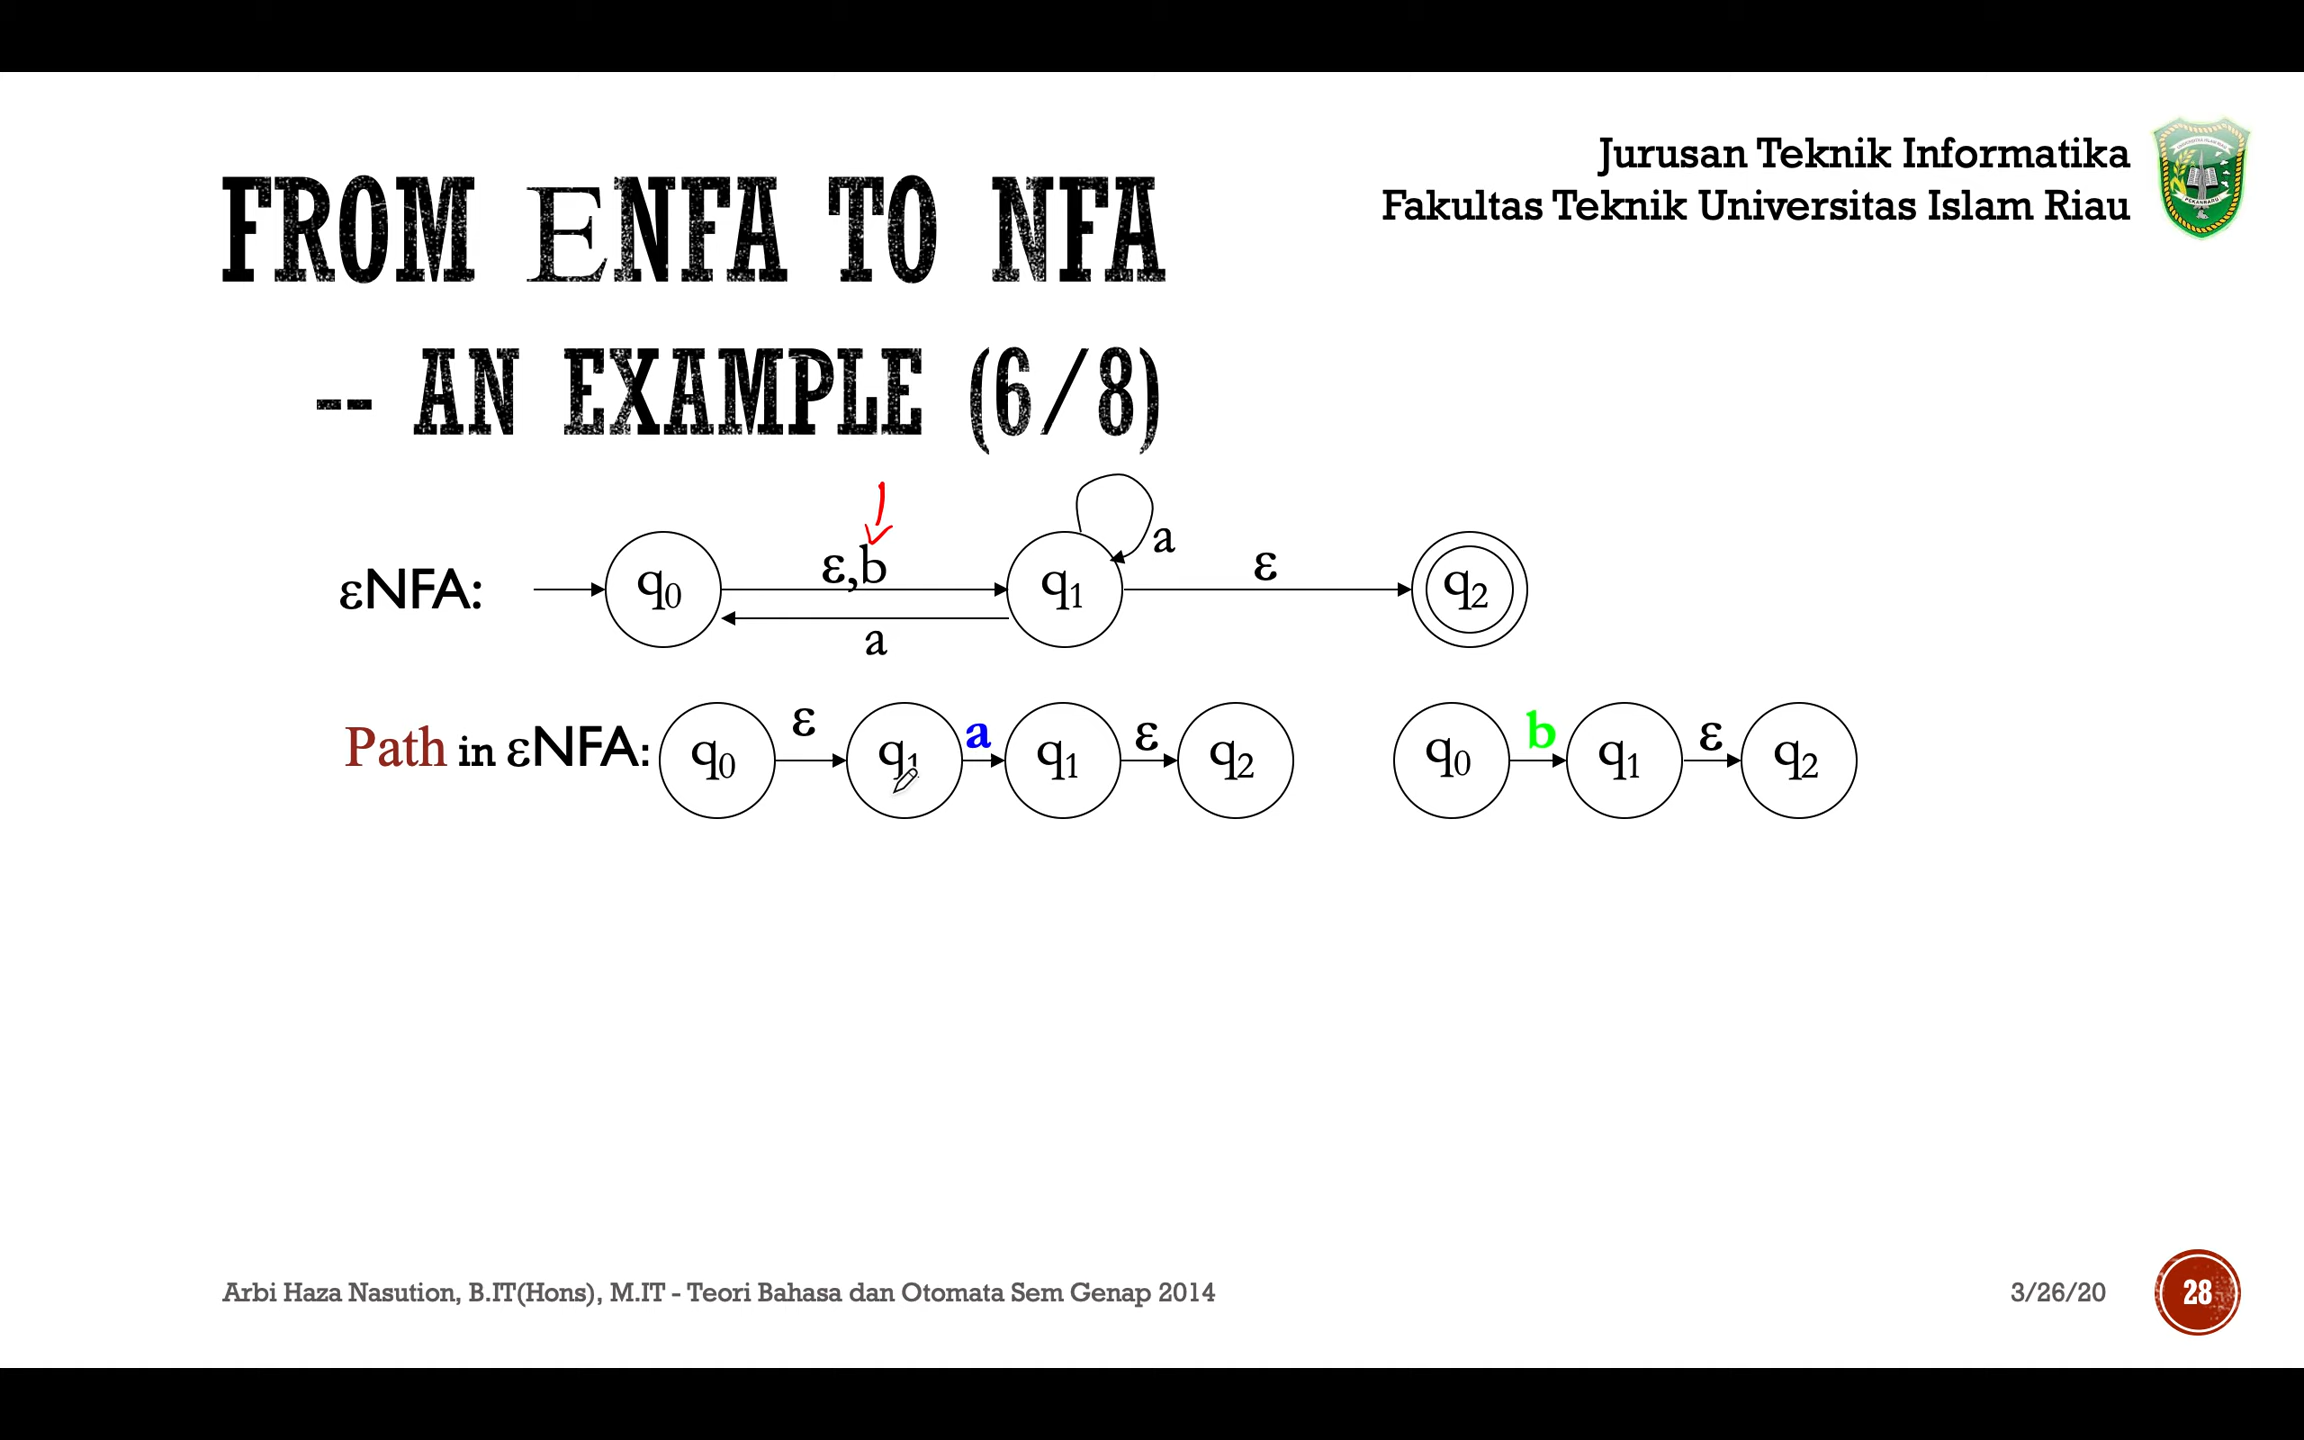 Jurusan Teknik Informatika
Fakultas Teknik Universitas Islam Riau
FROM ENFA TO NFA
-- AN EXAMPLE (6/8)
εNFA: q0 ε,b q1 a ε q2
a
Path in εNFA: q0 ε q1 a q1 ε q2 q0 b q1 ε q2
Arbi Haza Nasution, B.IT(Hons), M.IT - Teori Bahasa dan Otomata Sem Genap 2014
3/26/20
28